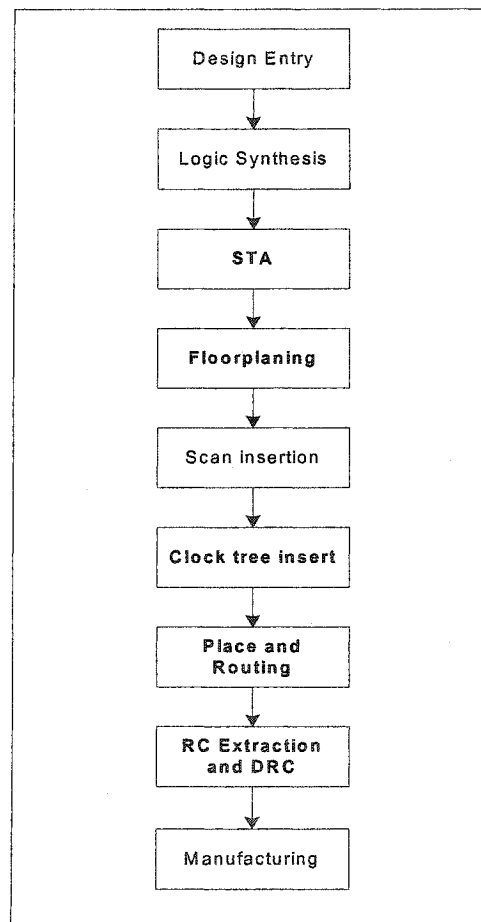 Design Entry
Logic Synthesis
STA
Floorplaning
Scan insertion
Clock tree insert
Place and
Routing
RC Extraction
and DRC
Manufacturing